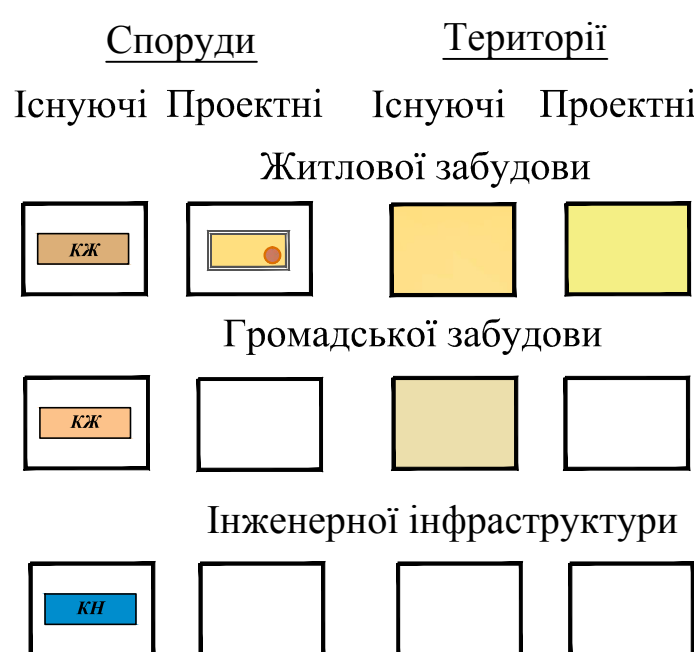 Споруди Території
Існуючі Проектні Існуючі Проектні
Житлової забудови
КЖ
Громадської забудови
КЖ
Інженерної інфраструктури
КН